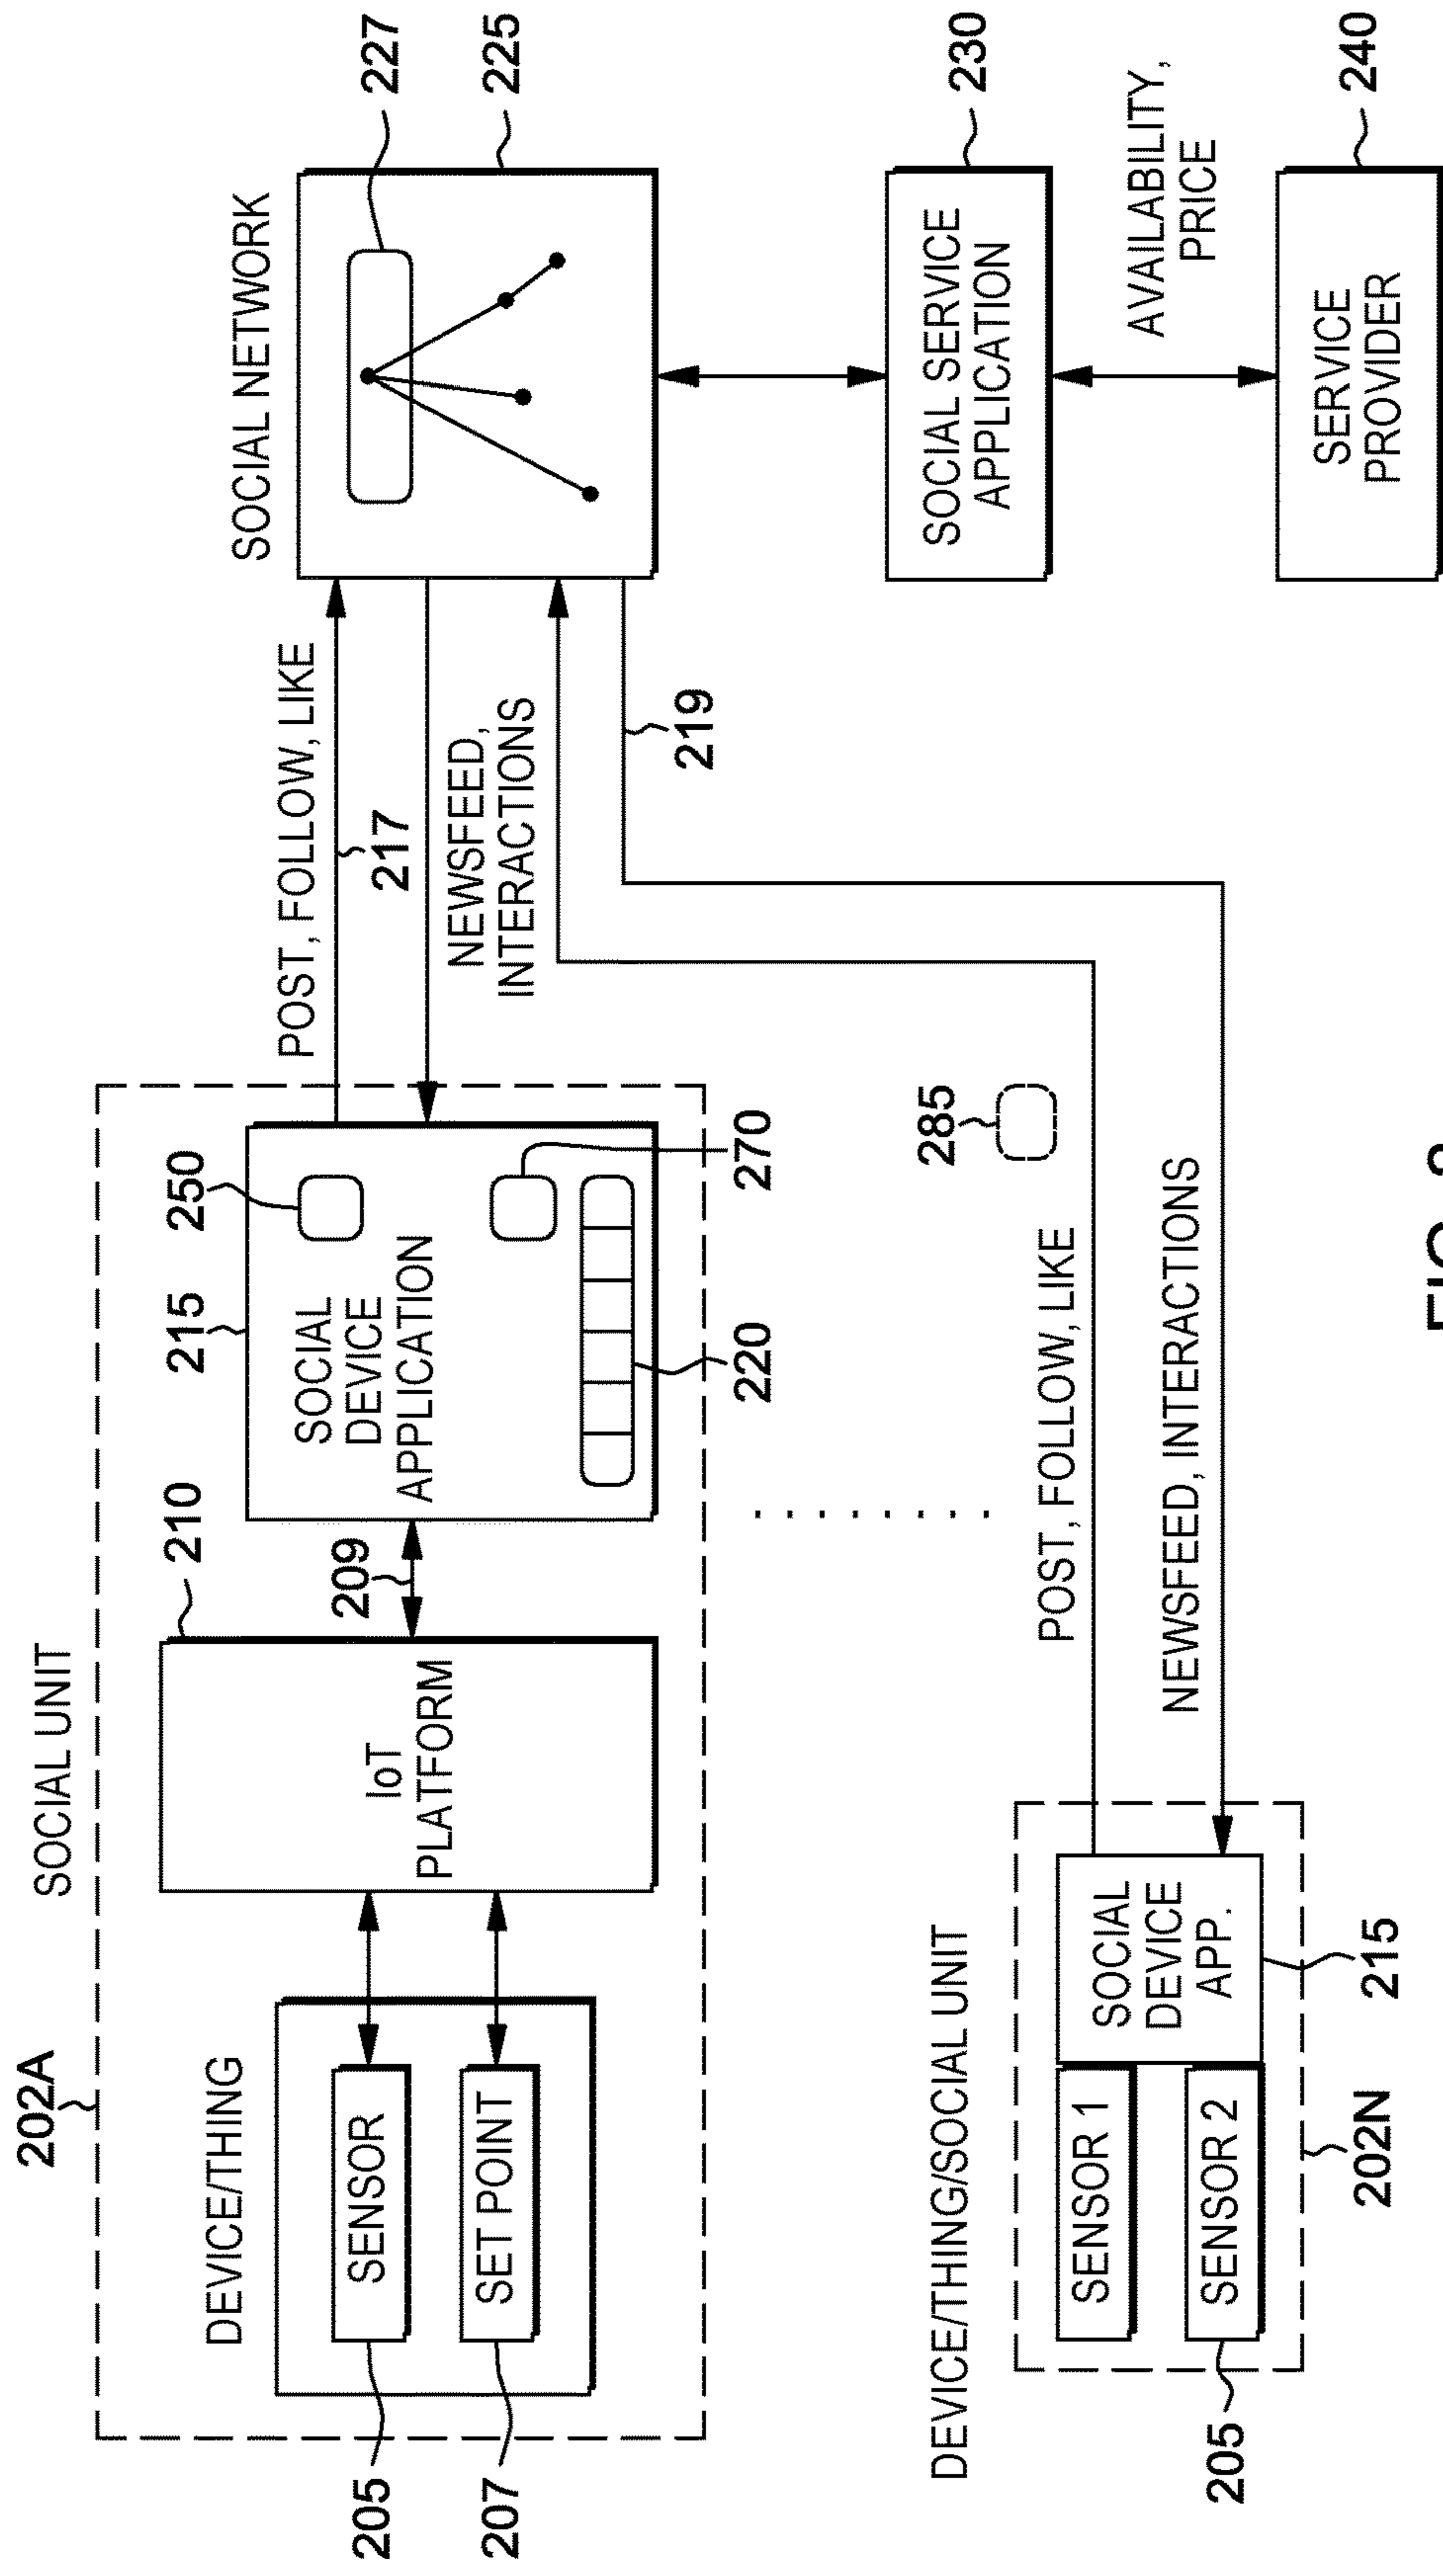 202A
SOCIAL UNIT
210
215
250
DEVICE/THING
SENSOR
SET POINT
205
207
IoT
PLATFORM
209
SOCIAL
DEVICE
APPLICATION
270
220
POST, FOLLOW, LIKE
217
NEWSFEED,
INTERACTIONS
SOCIAL NETWORK
227
225
219
SOCIAL SERVICE
APPLICATION
230
AVAILABILITY,
PRICE
SERVICE
PROVIDER
240
285
DEVICE/THING/SOCIAL UNIT
SENSOR 1
SENSOR 2
SOCIAL
DEVICE
APP.
205
202N
215
POST, FOLLOW, LIKE
NEWSFEED, INTERACTIONS
FIG.